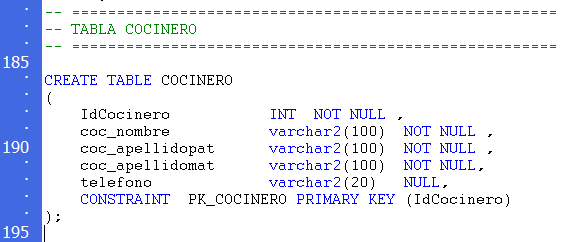 -- =====================================================
-- TABLA COCINERO
-- =====================================================
185
CREATE TABLE COCINERO
(
IdCocinero INT NOT NULL ,
coc_nombre varchar2(100) NOT NULL ,
190 coc_apellidopat varchar2(100) NOT NULL ,
coc_apellidomat varchar2(100) NOT NULL ,
telefono varchar2(20) NULL,
CONSTRAINT PK_COCINERO PRIMARY KEY (IdCocinero)
);
195